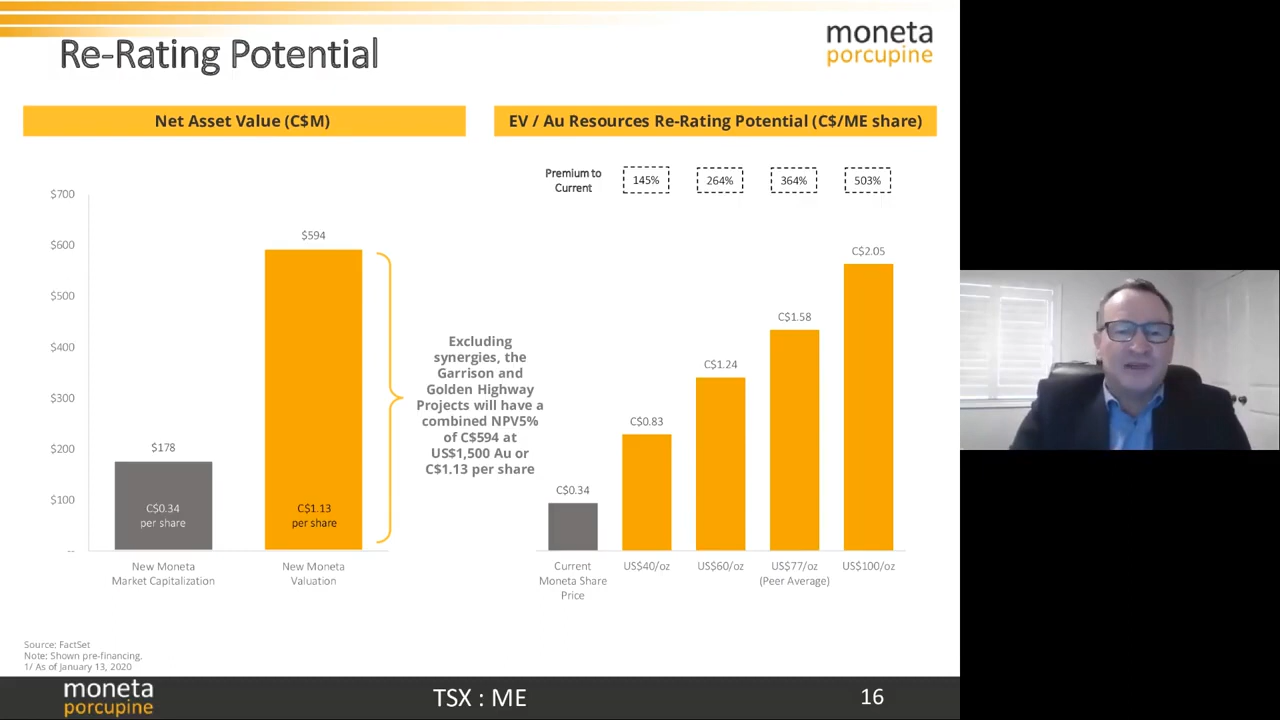 Re-Rating Potential
moneta
porcupine
Net Asset Value (C$M)
$700
$600
$500
$400
$300
$200
$100
--
$178
C$0.34
per share
$594
C$1.13
per share
New Moneta
Market Capitalization
New Moneta
Valuation
Excluding
synergies, the
Garrison and
Golden Highway
Projects will have a
combined NPV5%
of C$594 at
US$1,500 Au or
C$1.13 per share
EV / Au Resources Re-Rating Potential (C$/ME share)
Premium to
Current
145%
264%
364%
503%
C$0.34
C$0.83
C$1.24
C$1.58
C$2.05
Current
Moneta Share
Price
US$40/oz
US$60/oz
US$77/oz
(Peer Average)
US$100/oz
Source: FactSet
Note: Shown pre-financing.
1/ As of January 13, 2020
moneta
porcupine
TSX : ME
16